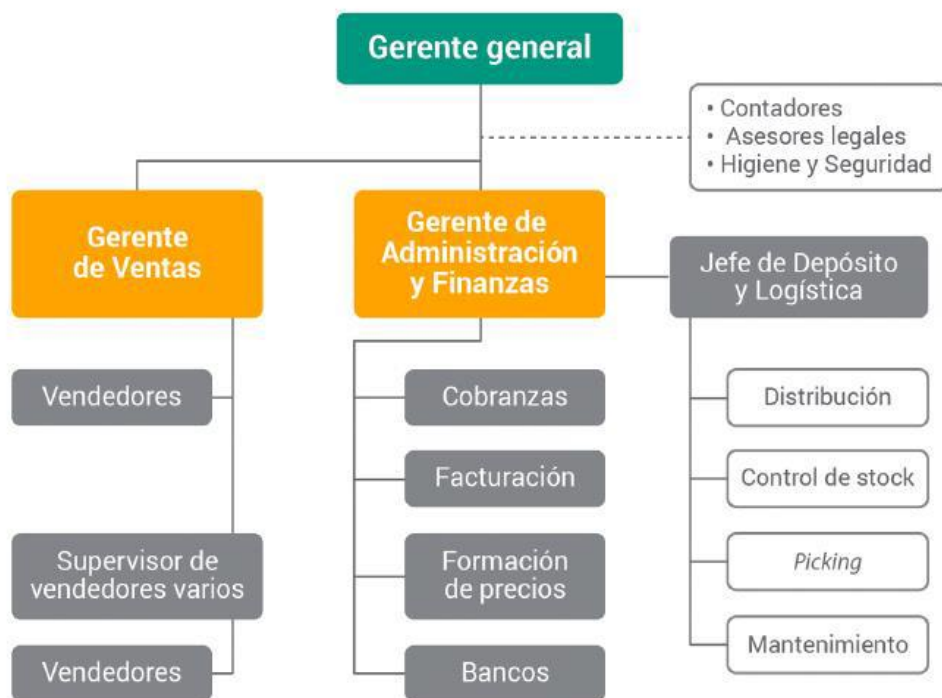 Gerente general
• Contadores
• Asesores legales
• Higiene y Seguridad
Gerente
de Ventas
Gerente de
Administración
y Finanzas
Jefe de Depósito
y Logística
Vendedores
Supervisor de
vendedores varios
Vendedores
Cobranzas
Facturación
Formación
de precios
Bancos
Distribución
Control de stock
Picking
Mantenimiento